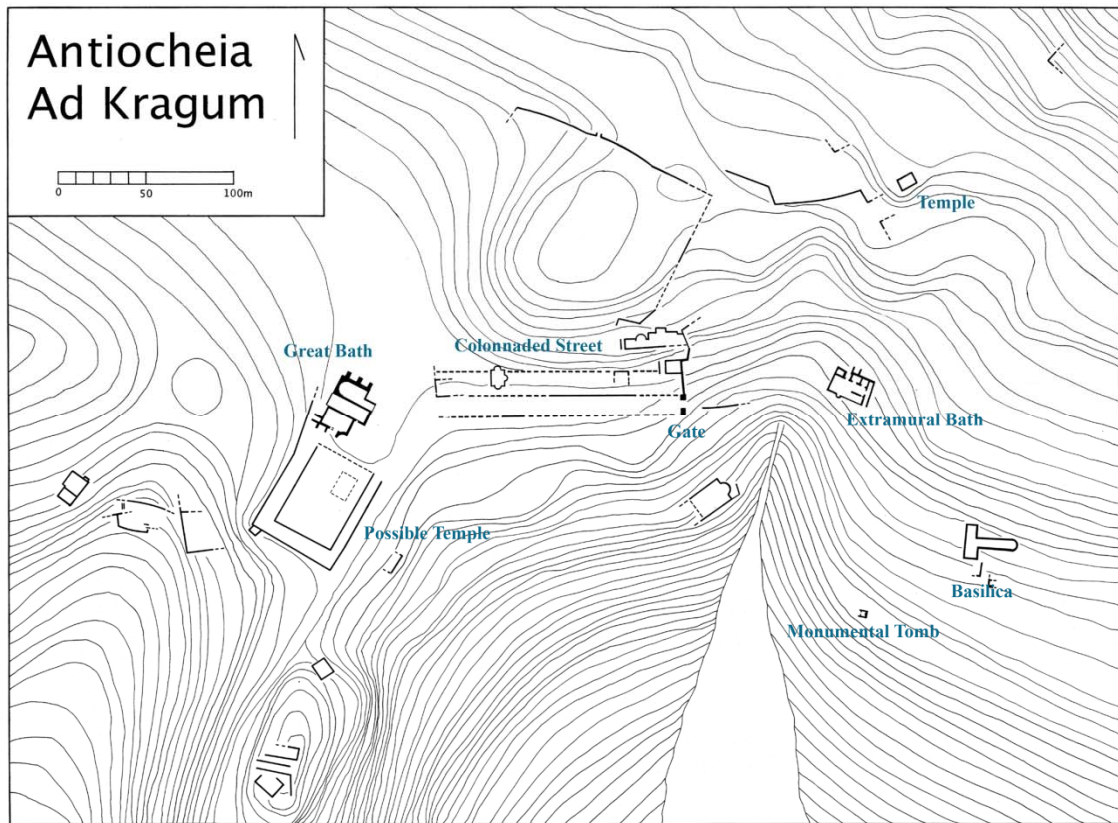 Antiocheia
Ad Kragum
0 50 100m
Temple
Great Bath
Colonnaded Street
Gate
Extramural Bath
Possible Temple
Basilica
Monumental Tomb